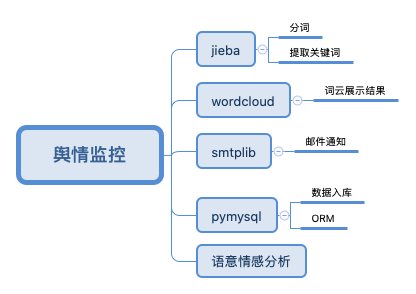 舆情监控
jieba
分词
提取关键词
wordcloud
词云展示结果
smtplib
邮件通知
pymysql
数据入库
ORM
语意情感分析